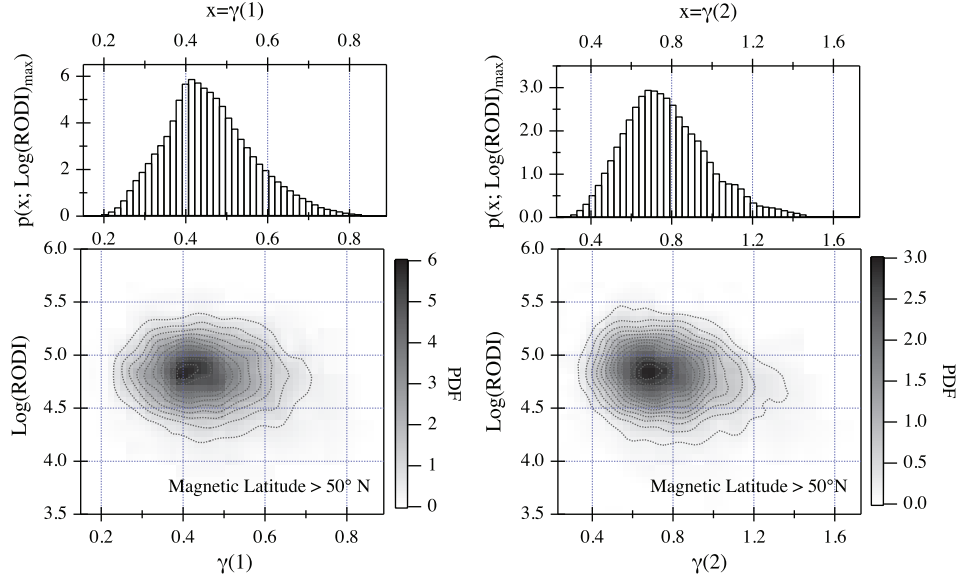 x=γ(1)
0.2 0.4 0.6 0.8
p(x; Log(RODI)max)
6
4
2
0
0.2 0.4 0.6 0.8
6.0
5.5
5.0
4.5
4.0
3.5
Log(RODI)
Magnetic Latitude > 50° N
0.2 0.4 0.6 0.8
γ(1)
6
5
4
3
2
1
0
PDF
x=γ(2)
0.4 0.8 1.2 1.6
p(x; Log(RODI)max)
3.0
2.0
1.0
0.0
0.4 0.8 1.2 1.6
6.0
5.5
5.0
4.5
4.0
3.5
Log(RODI)
Magnetic Latitude > 50°N
0.4 0.8 1.2 1.6
γ(2)
3.0
2.5
2.0
1.5
1.0
0.5
0.0
PDF